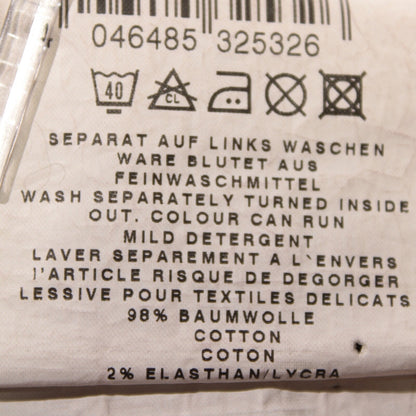 4 046485 325326
40 CL
SEPARAT AUF LINKS WASCHEN
WARE BLUTET AUS
FEINWASCHMITTEL
WASH SEPARATELY TURNED INSIDE
OUT. COLOUR CAN RUN
MILD DETERGENT
LAVER SEPAREMENT A L`ENVERS
l'ARTICLE RISQUE DE DEGORGER
LESSIVE POUR TEXTILES DELICATS
98% BAUMWOLLE
COTTON
COTON
2% ELASTHAN/LYCRA